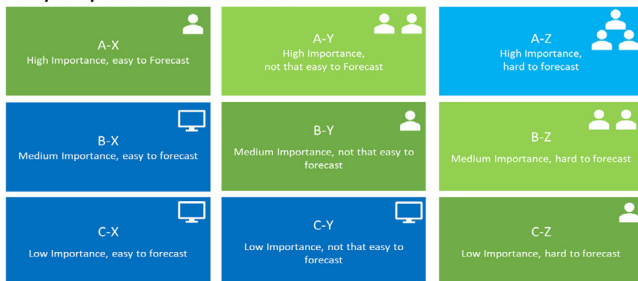 A-X
High Importance, easy to Forecast
A-Y
High Importance,
not that easy to Forecast
A-Z
High Importance,
hard to forecast
B-X
Medium Importance, easy to forecast
B-Y
Medium Importance, not that easy to
forecast
B-Z
Medium Importance, hard to forecast
C-X
Low Importance, easy to forecast
C-Y
Low Importance, not that easy to
forecast
C-Z
Low Importance, hard to forecast